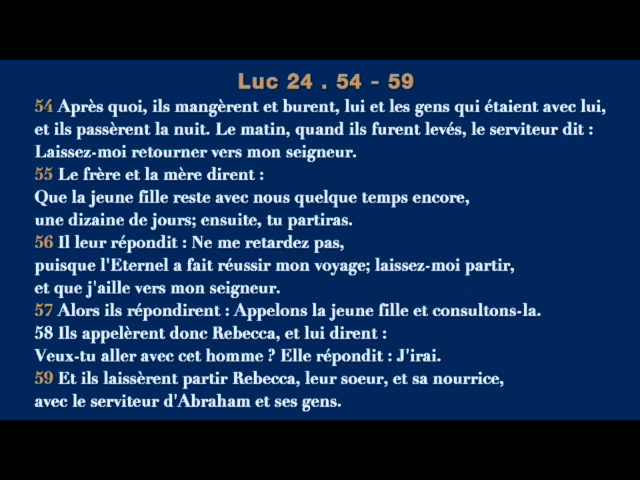 Luc 24 . 54 - 59
54 Après quoi, ils mangèrent et burent, lui et les gens qui étaient avec lui,
et ils passèrent la nuit. Le matin, quand ils furent levés, le serviteur dit :
Laissez-moi retourner vers mon seigneur.
55 Le frère et la mère dirent :
Que la jeune fille reste avec nous quelque temps encore,
une dizaine de jours; ensuite, tu partiras.
56 Il leur répondit : Ne me retardez pas,
puisque l'Eternel a fait réussir mon voyage; laissez-moi partir,
et que j'aille vers mon seigneur.
57 Alors ils répondirent : Appelons la jeune fille et consultons-la.
58 Ils appelèrent donc Rebecca, et lui dirent :
Veux-tu aller avec cet homme ? Elle répondit : J'irai.
59 Et ils laissèrent partir Rebecca, leur soeur, et sa nourrice,
avec le serviteur d'Abraham et ses gens.